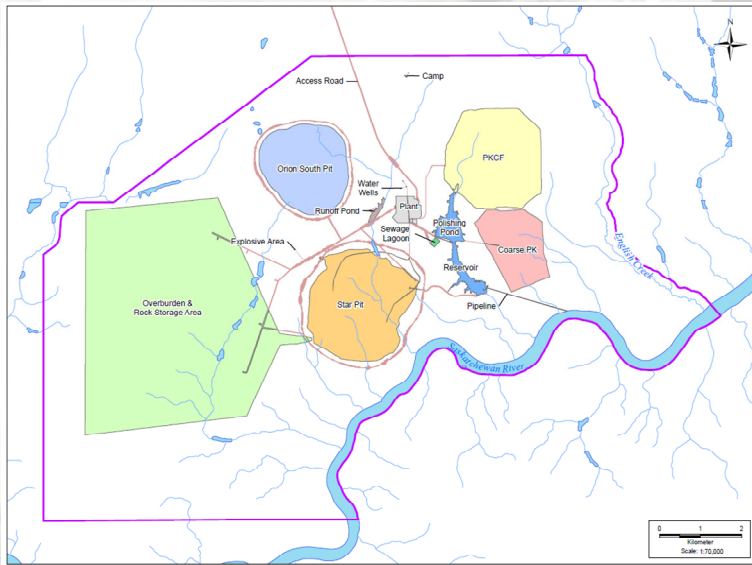 N
Access Road
Camp
PKCF
Orion South Pit
Water
Wells
Plant
Runoff Pond
Polishing
Pond
Sewage
Lagoon
Explosive Area
Coarse PK
English Creek
Reservoir
Overburden &
Rock Storage Area
Star Pit
Pipeline
Saskatchewan River
0 1 2
Kilometer
Scale: 1:70,000